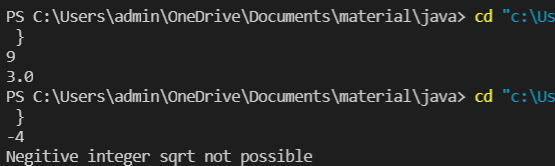 PS C:\Users\admin\OneDrive\Documents\material\java> cd "c:\Us
}
9
3.0
PS C:\Users\admin\OneDrive\Documents\material\java> cd "c:\Us
}
-4
Negitive integer sqrt not possible